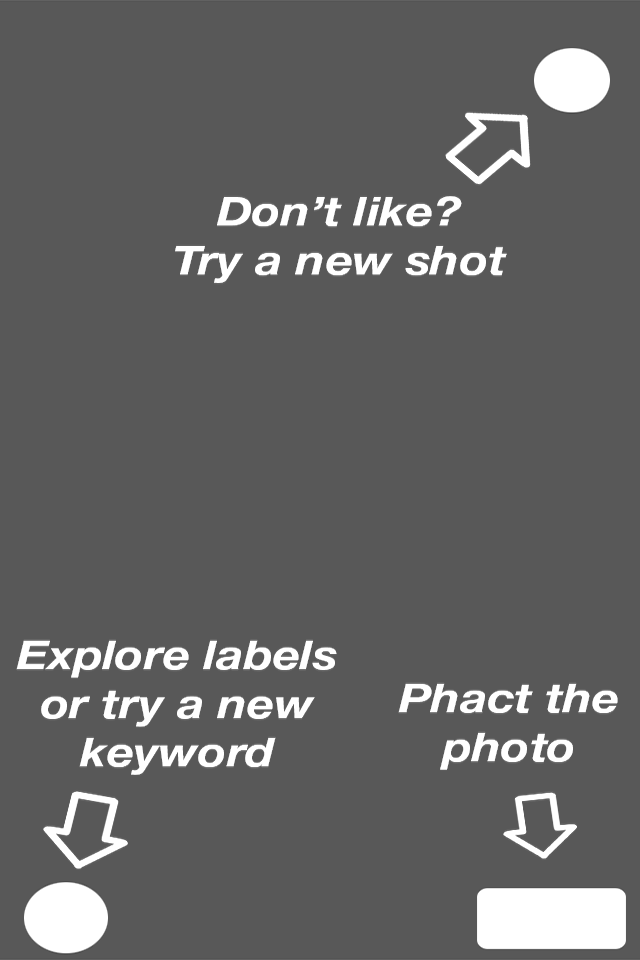 Don’t like?
Try a new shot
Explore labels
or try a new
keyword
Phact the
photo